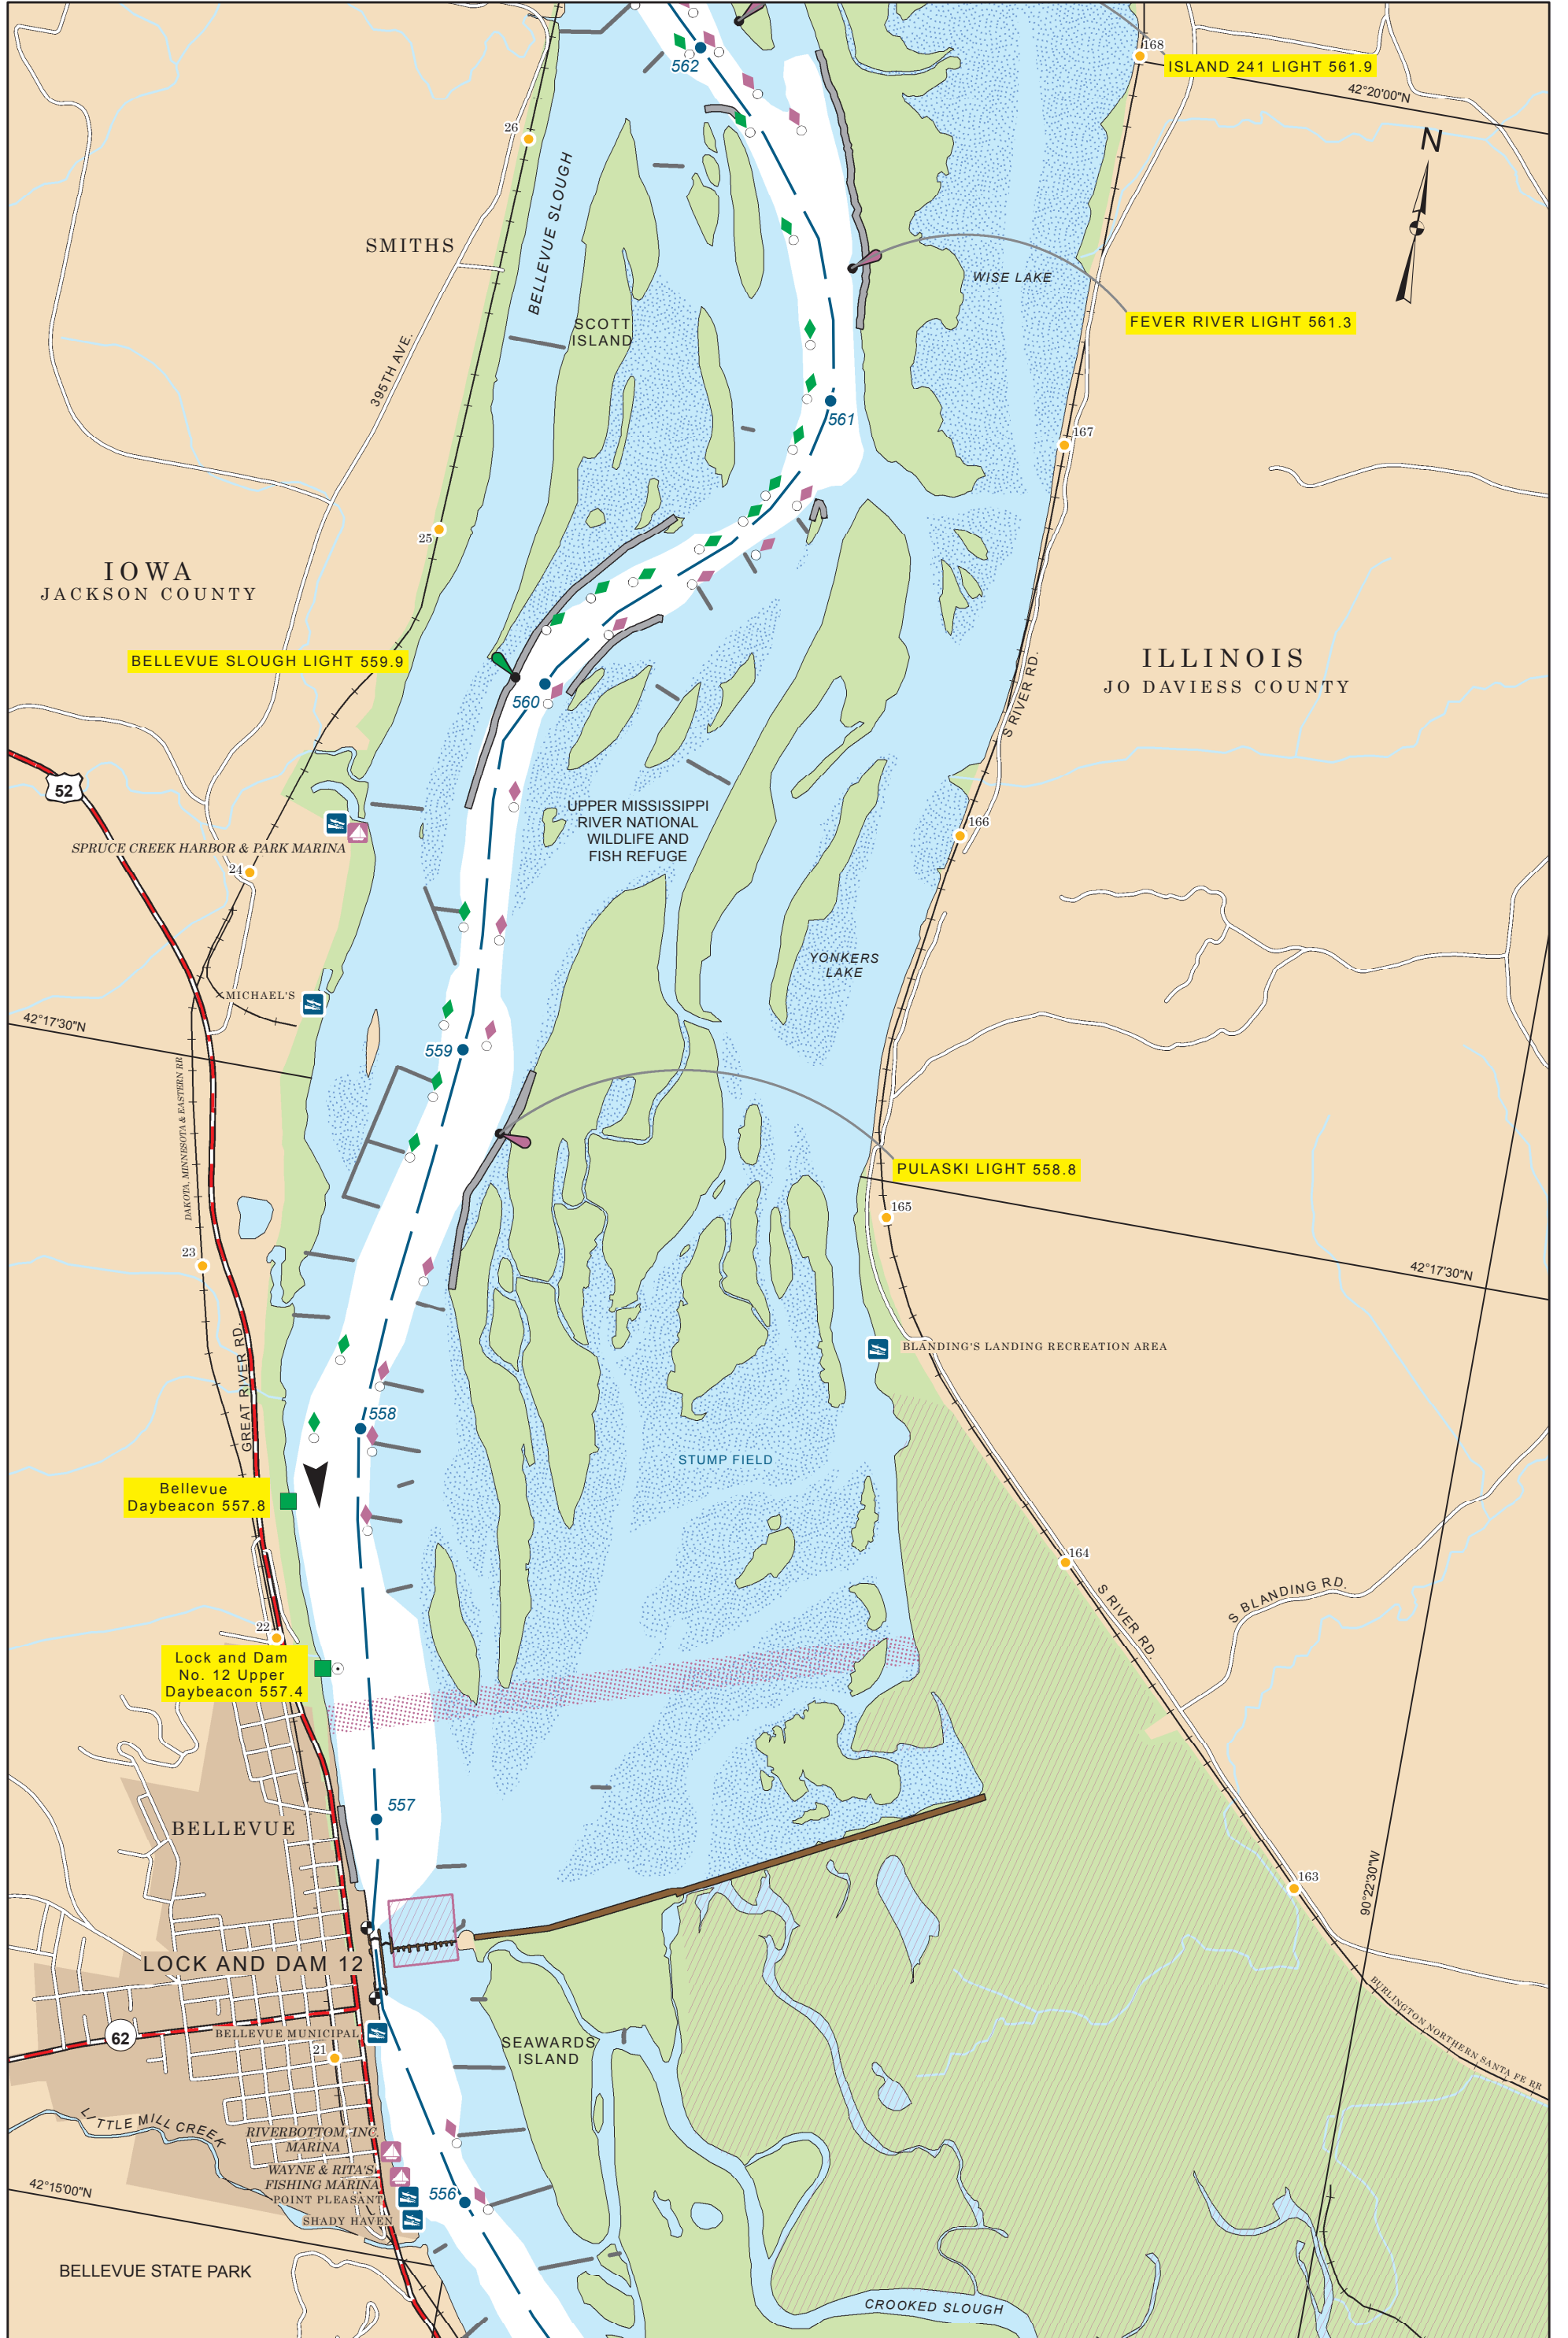 168
ISLAND 241 LIGHT 561.9
562
42°20'00"N
26
N
BELLEVUE SLOUGH
SMITHS
WISE LAKE
FEVER RIVER LIGHT 561.3
SCOTT
ISLAND
395TH AVE.
561
167
25
IOWA
JACKSON COUNTY
BELLEVUE SLOUGH LIGHT 559.9
ILLINOIS
JO DAVIESS COUNTY
S RIVER RD.
560
52
UPPER MISSISSIPPI
RIVER NATIONAL
WILDLIFE AND
FISH REFUGE
166
SPRUCE CREEK HARBOR & PARK MARINA
24
YONKERS
LAKE
MICHAEL'S
42°17'30"N
559
DAKOTA, MINNESOTA & EASTERN RR
PULASKI LIGHT 558.8
165
23
42°17'30"N
GREAT RIVER RD.
BLANDING'S LANDING RECREATION AREA
558
STUMP FIELD
Bellevue
Daybeacon 557.8
164
S RIVER RD.
S BLANDING RD.
22
Lock and Dam
No. 12 Upper
Daybeacon 557.4
557
BELLEVUE
163
90°22'30"W
LOCK AND DAM 12
BURLINGTON NORTHERN SANTA FE RR
62
BELLEVUE MUNICIPAL
21
SEAWARDS
ISLAND
LITTLE MILL CREEK
RIVERBOTTOM, INC.
MARINA
WAYNE & RITA'S
FISHING MARINA
42°15'00"N
POINT PLEASANT
556
SHADY HAVEN
BELLEVUE STATE PARK
CROOKED SLOUGH